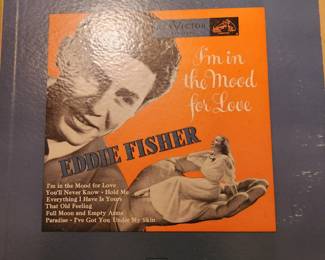 VICTOR
I'm in
the Mood
for Love
EDDIE FISHER
I'm in the Mood for Love
You'll Never Know · Hold Me
Everything I Have Is Yours
That Old Feeling
Full Moon and Empty Arms
Paradise · I've Got You Under My Skin